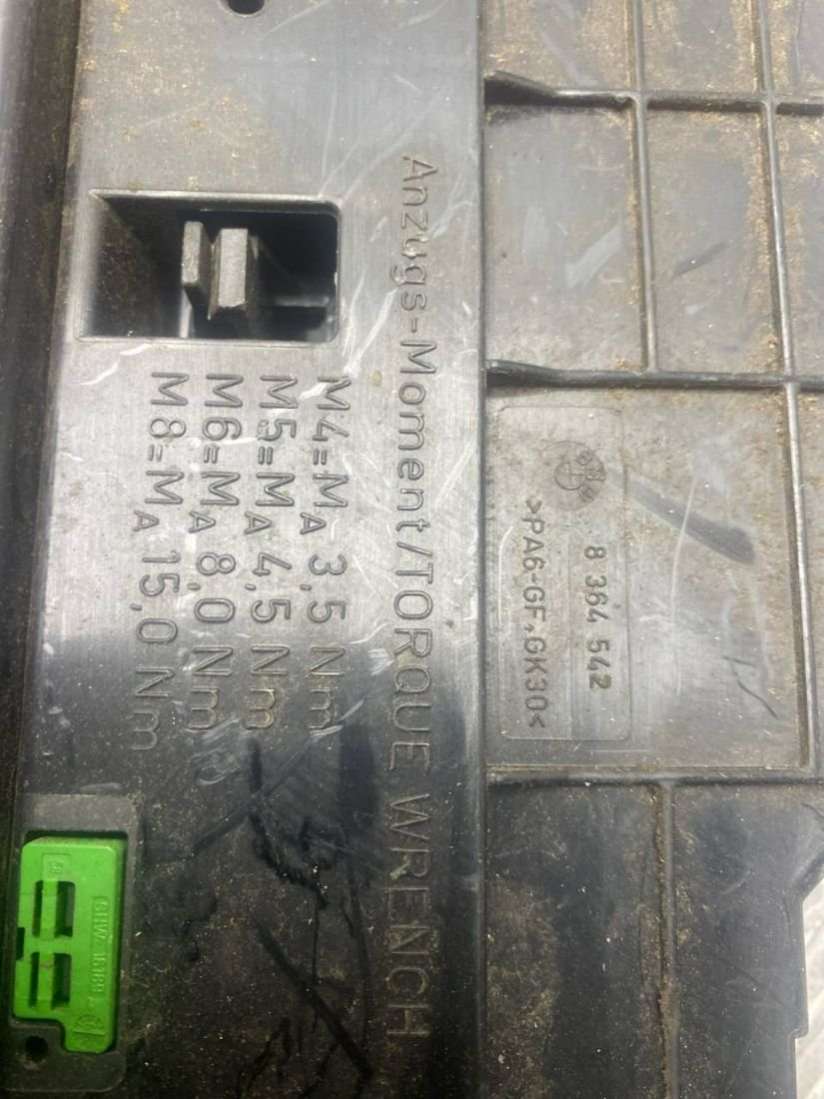 Anzugs-Moment/TORQUE WRENCH
M4=MA 3,5 Nm
M5=MA 4,5 Nm
M6=MA 8,0 Nm
M8=MA 15,0 Nm
8 364 542
>PA6-GF,GK30<